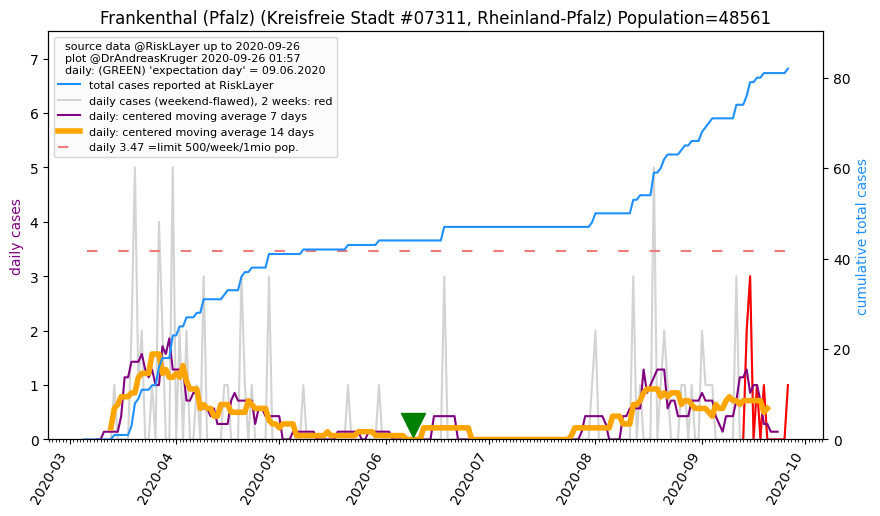 Frankenthal (Pfalz) (Kreisfreie Stadt #07311, Rheinland-Pfalz) Population=48561
source data @RiskLayer up to 2020-09-26
plot @DrAndreasKruger 2020-09-26 01:57
daily: (GREEN) 'expectation day' = 09.06.2020
total cases reported at RiskLayer
daily cases (weekend-flawed), 2 weeks: red
daily: centered moving average 7 days
daily: centered moving average 14 days
daily 3.47 =limit 500/week/1mio pop.
daily cases
7
6
5
4
3
2
1
0
cumulative total cases
80
60
40
20
0
2020-03
2020-04
2020-05
2020-06
2020-07
2020-08
2020-09
2020-10